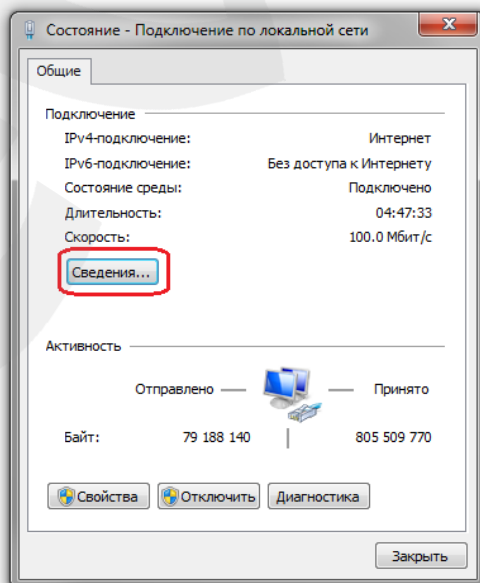 Состояние - Подключение по локальной сети
Общие
Подключение
IPv4-подключение: Интернет
IPv6-подключение: Без доступа к Интернету
Состояние среды: Подключено
Длительность: 04:47:33
Скорость: 100.0 Мбит/с
Сведения...
Активность
Отправлено — — Принято
Байт: 79 188 140 805 509 770
Свойства Отключить Диагностика
Закрыть